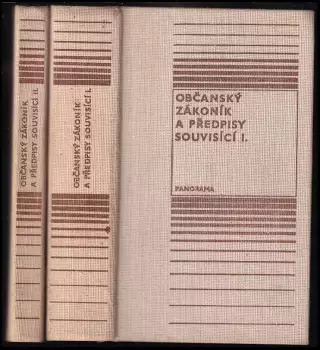 OBČANSKÝ ZÁKONÍK
A PŘEDPISY SOUVISÍCÍ II.
OBČANSKÝ ZÁKONÍK
A PŘEDPISY SOUVISÍCÍ I.
OBČANSKÝ
ZÁKONÍK
A PŘEDPISY
SOUVISÍCÍ I.
PANORAMA